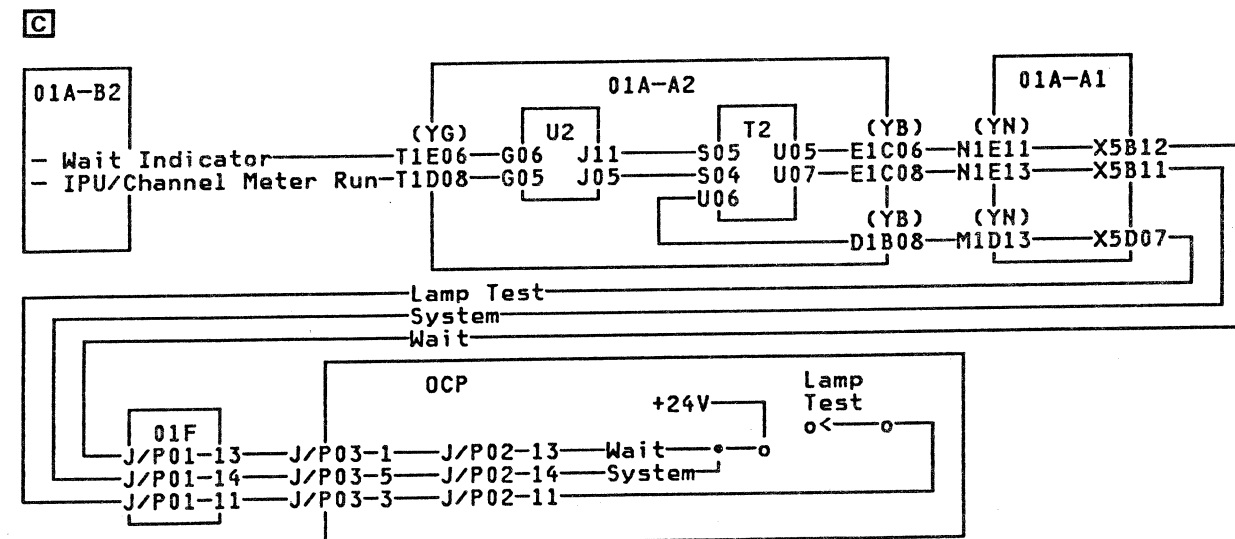 C
01A-B2 01A-A2 01A-A1
(YG) U2 T2 (YB) (YN)
- Wait Indicator T1E06 G06 J11 S05 U05 E1C06 N1E11 X5B12
- IPU/Channel Meter Run T1D08 G05 J05 S04 U07 E1C08 N1E13 X5B11
U06
(YB) (YN)
D1B08 M1D13 X5D07
Lamp Test
System
Wait
OCP Lamp
+24V Test
01F
J/P01-13 J/P03-1 J/P02-13 Wait
J/P01-14 J/P03-5 J/P02-14 System
J/P01-11 J/P03-3 J/P02-11